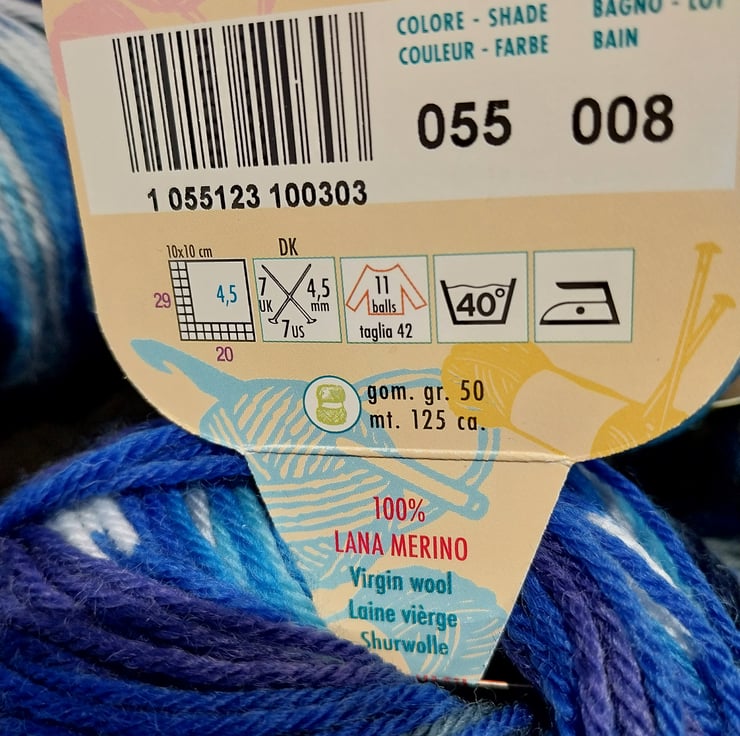 COLORE - SHADE
COULEUR - FARBE
BAGNO - LOT
BAIN
055 008
1 055123 100303
10x10 cm
29
4,5
20
DK
7 UK
4,5 mm
7 US
11
balls
taglia 42
40°
gom. gr. 50
mt. 125 ca.
100%
LANA MERINO
Virgin wool
Laine vièrge
Shurwolle